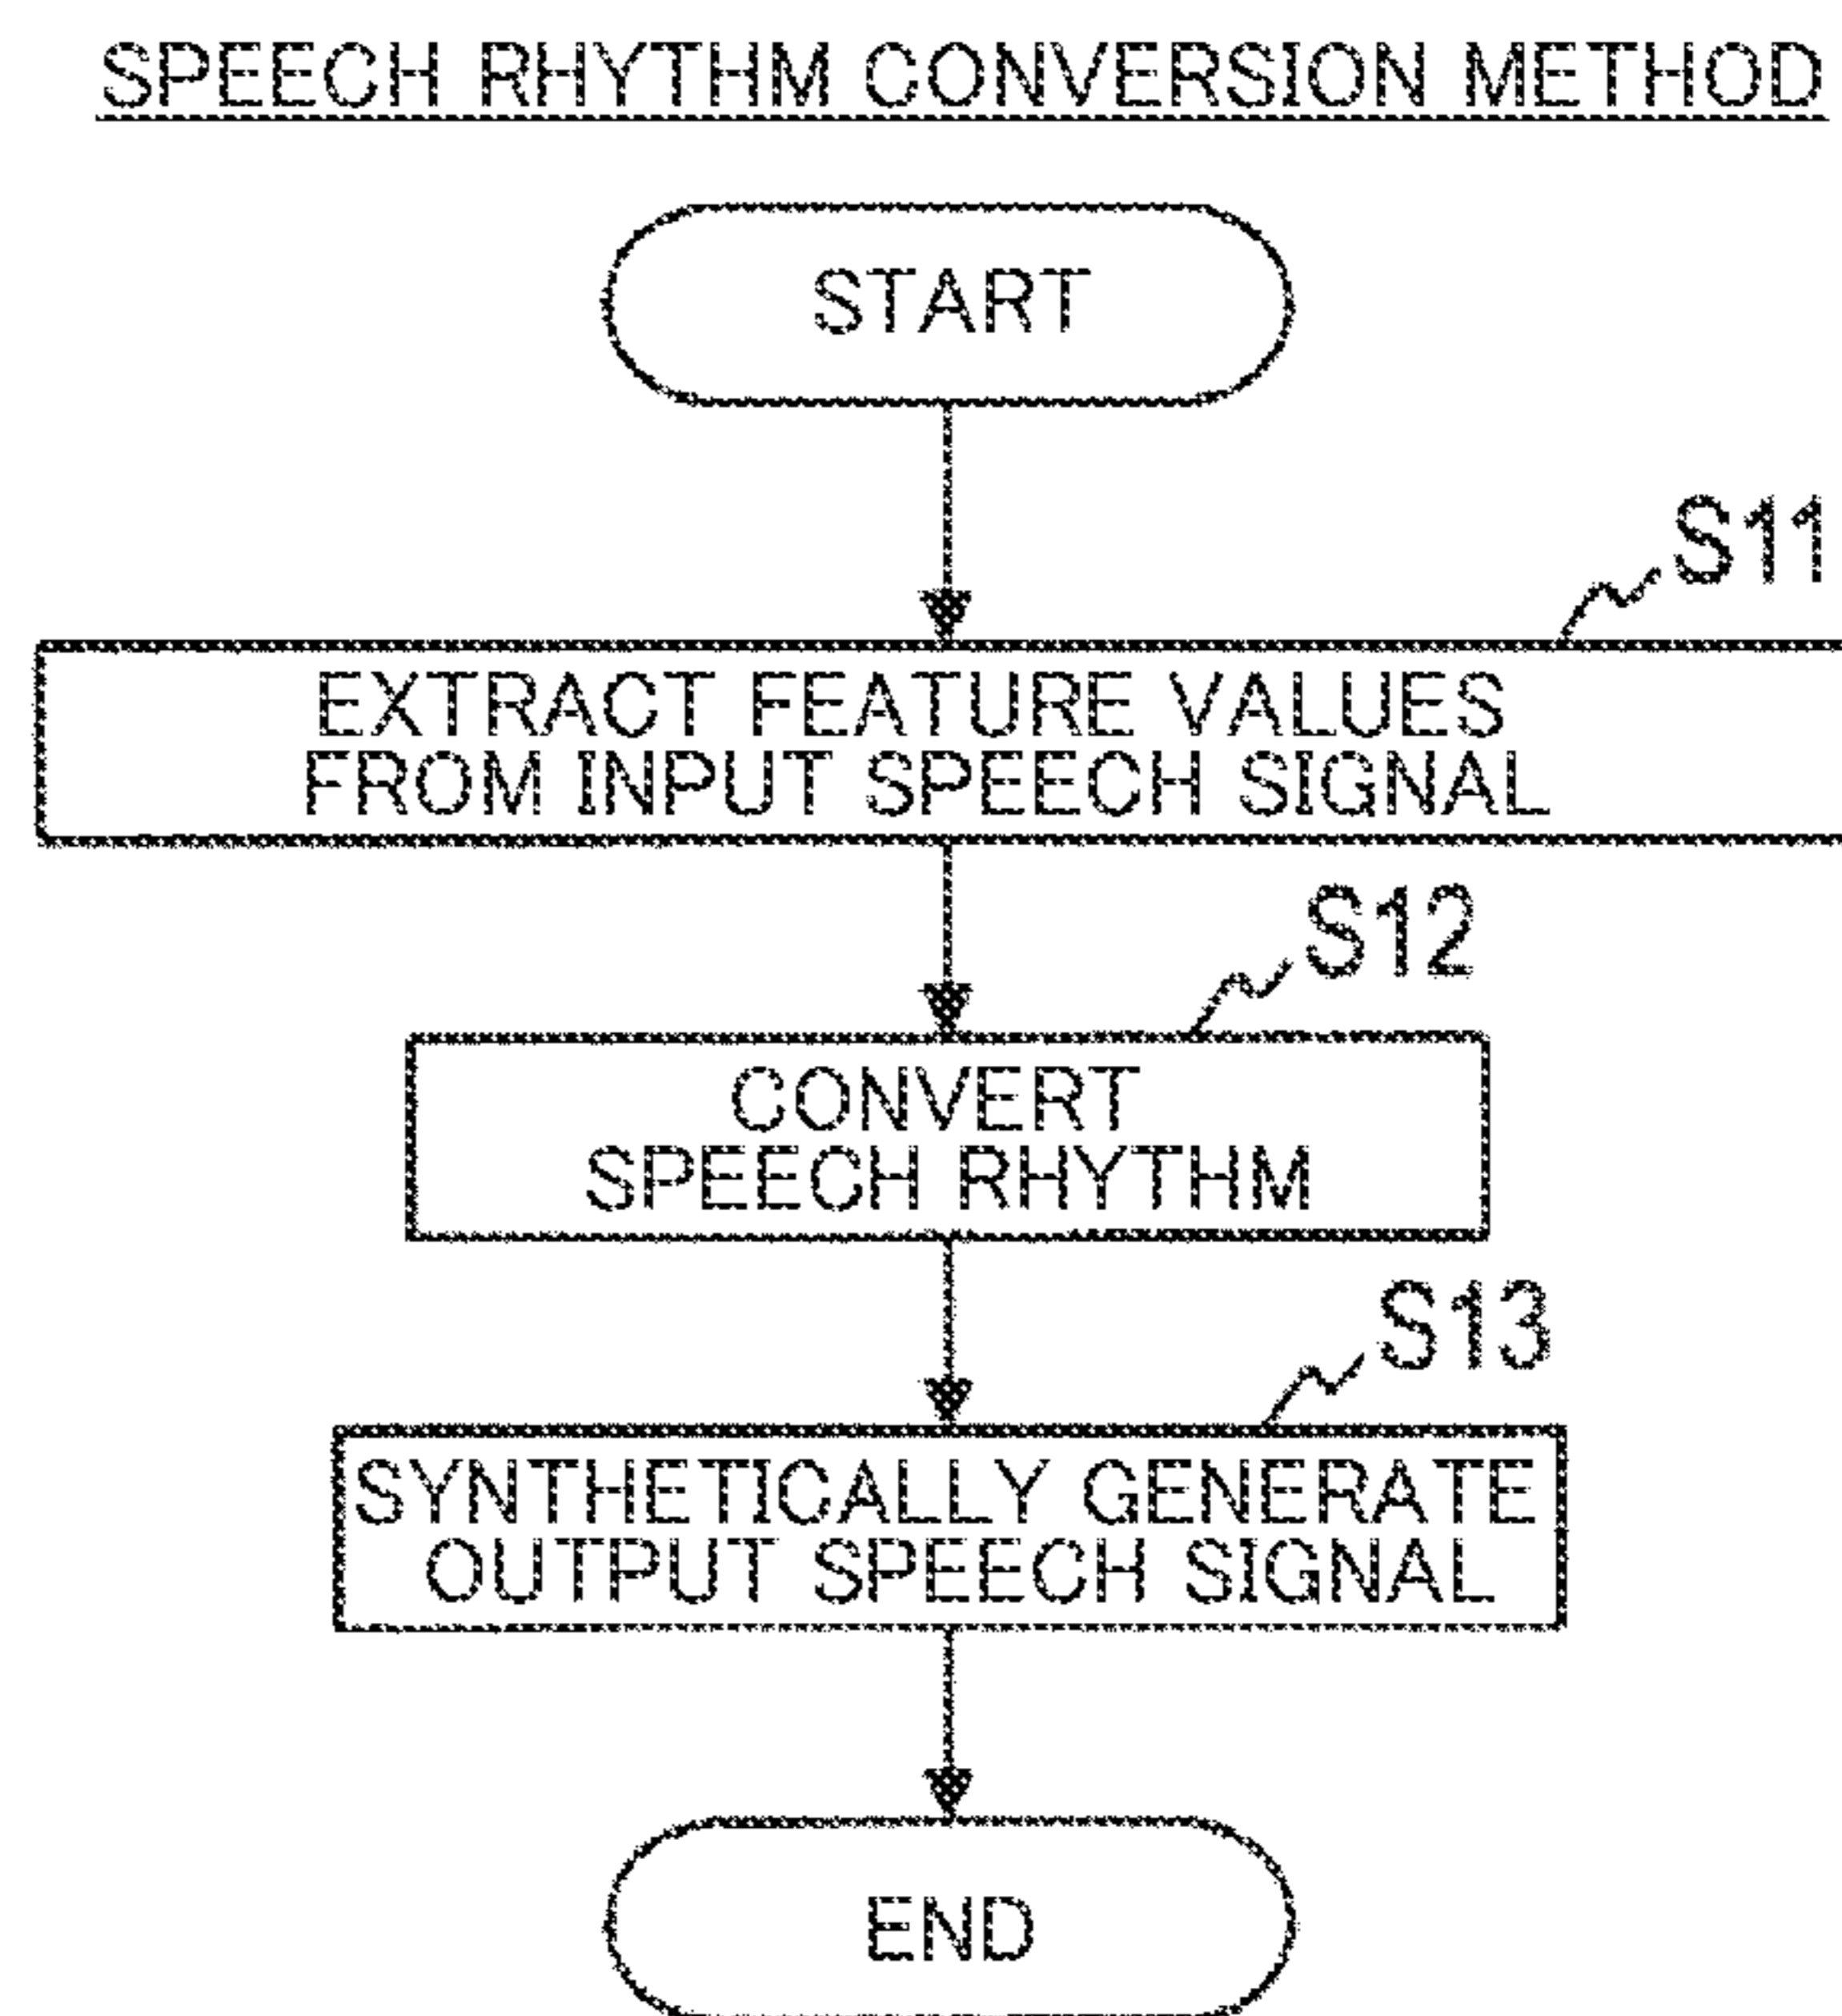 SPEECH RHYTHM CONVERSION METHOD
START
S11
EXTRACT FEATURE VALUES
FROM INPUT SPEECH SIGNAL
S12
CONVERT
SPEECH RHYTHM
S13
SYNTHETICALLY GENERATE
OUTPUT SPEECH SIGNAL
END